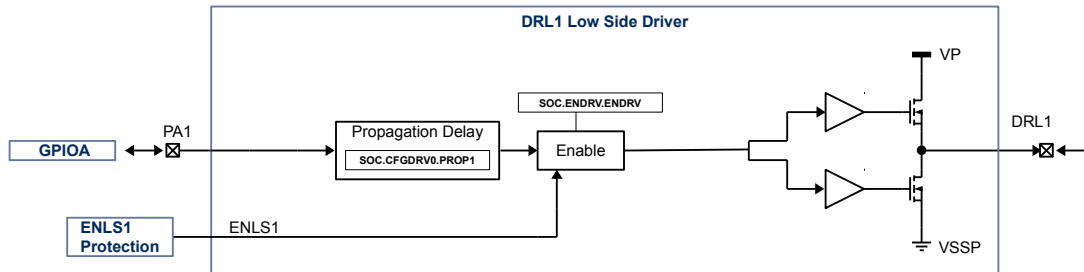 DRL1 Low Side Driver
VP
SOC.ENDRV.ENDRV
PA1
Propagation Delay
DRL1
GPIOA
SOC.CFGDRV0.PROP1
Enable
ENLS1
Protection
ENLS1
VSSP